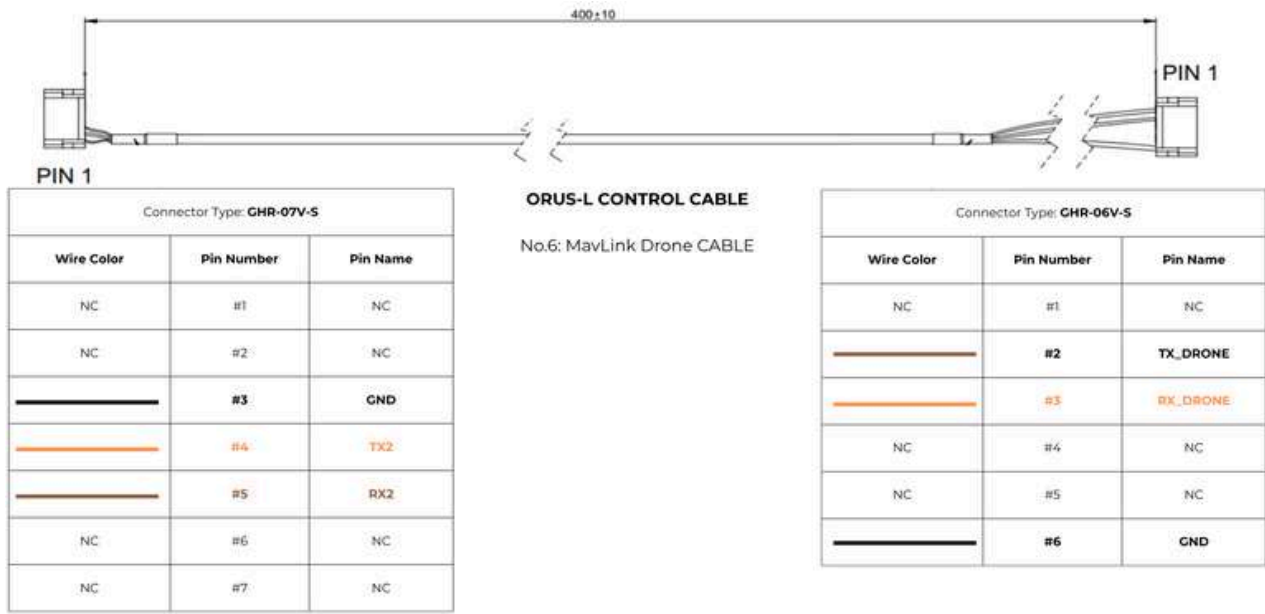 400±10
PIN 1
PIN 1
ORUS-L CONTROL CABLE
No.6: MavLink Drone CABLE
Connector Type: GHR-07V-S
Wire Color Pin Number Pin Name
NC #1 NC
NC #2 NC
#3 GND
#4 TX2
#5 RX2
NC #6 NC
NC #7 NC
Connector Type: GHR-06V-S
Wire Color Pin Number Pin Name
NC #1 NC
#2 TX_DRONE
#3 RX_DRONE
NC #4 NC
NC #5 NC
#6 GND